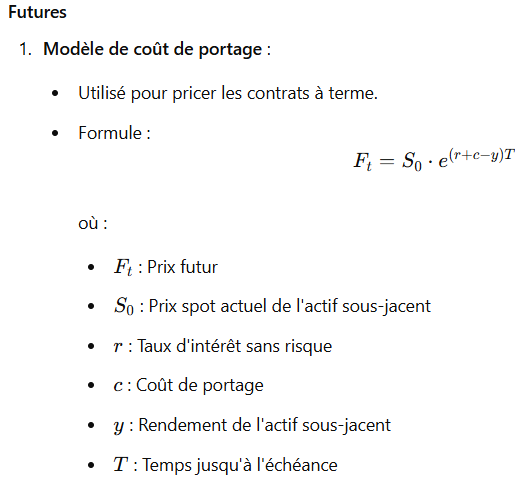 Futures
1. Modèle de coût de portage :
• Utilisé pour pricer les contrats à terme.
• Formule :
F_t = S_0 · e^{(r+c−y)T}
où :
• F_t : Prix futur
• S_0 : Prix spot actuel de l'actif sous-jacent
• r : Taux d'intérêt sans risque
• c : Coût de portage
• y : Rendement de l'actif sous-jacent
• T : Temps jusqu'à l'échéance